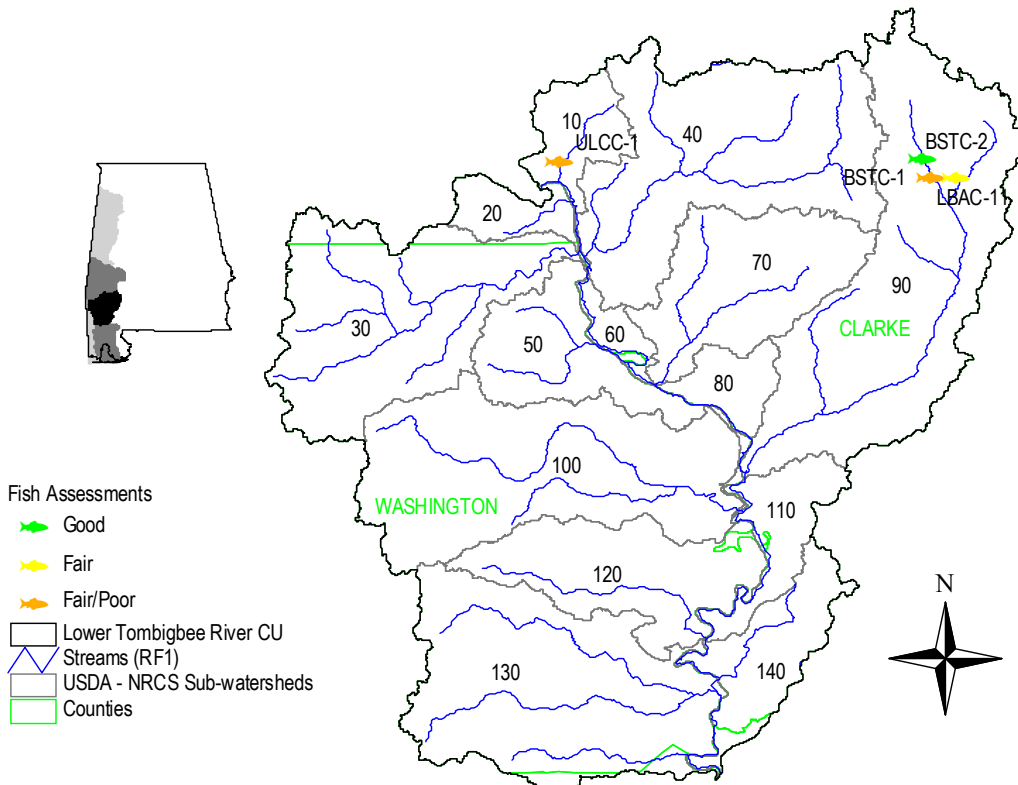 10
ULCC-1
40
BSTC-2
BSTC-1
LBAC-11
20
70
90
30
50
60
CLARKE
80
100
WASHINGTON
110
120
130
140
N
Fish Assessments
Good
Fair
Fair/Poor
Lower Tombigbee River CU
Streams (RF1)
USDA - NRCS Sub-watersheds
Counties